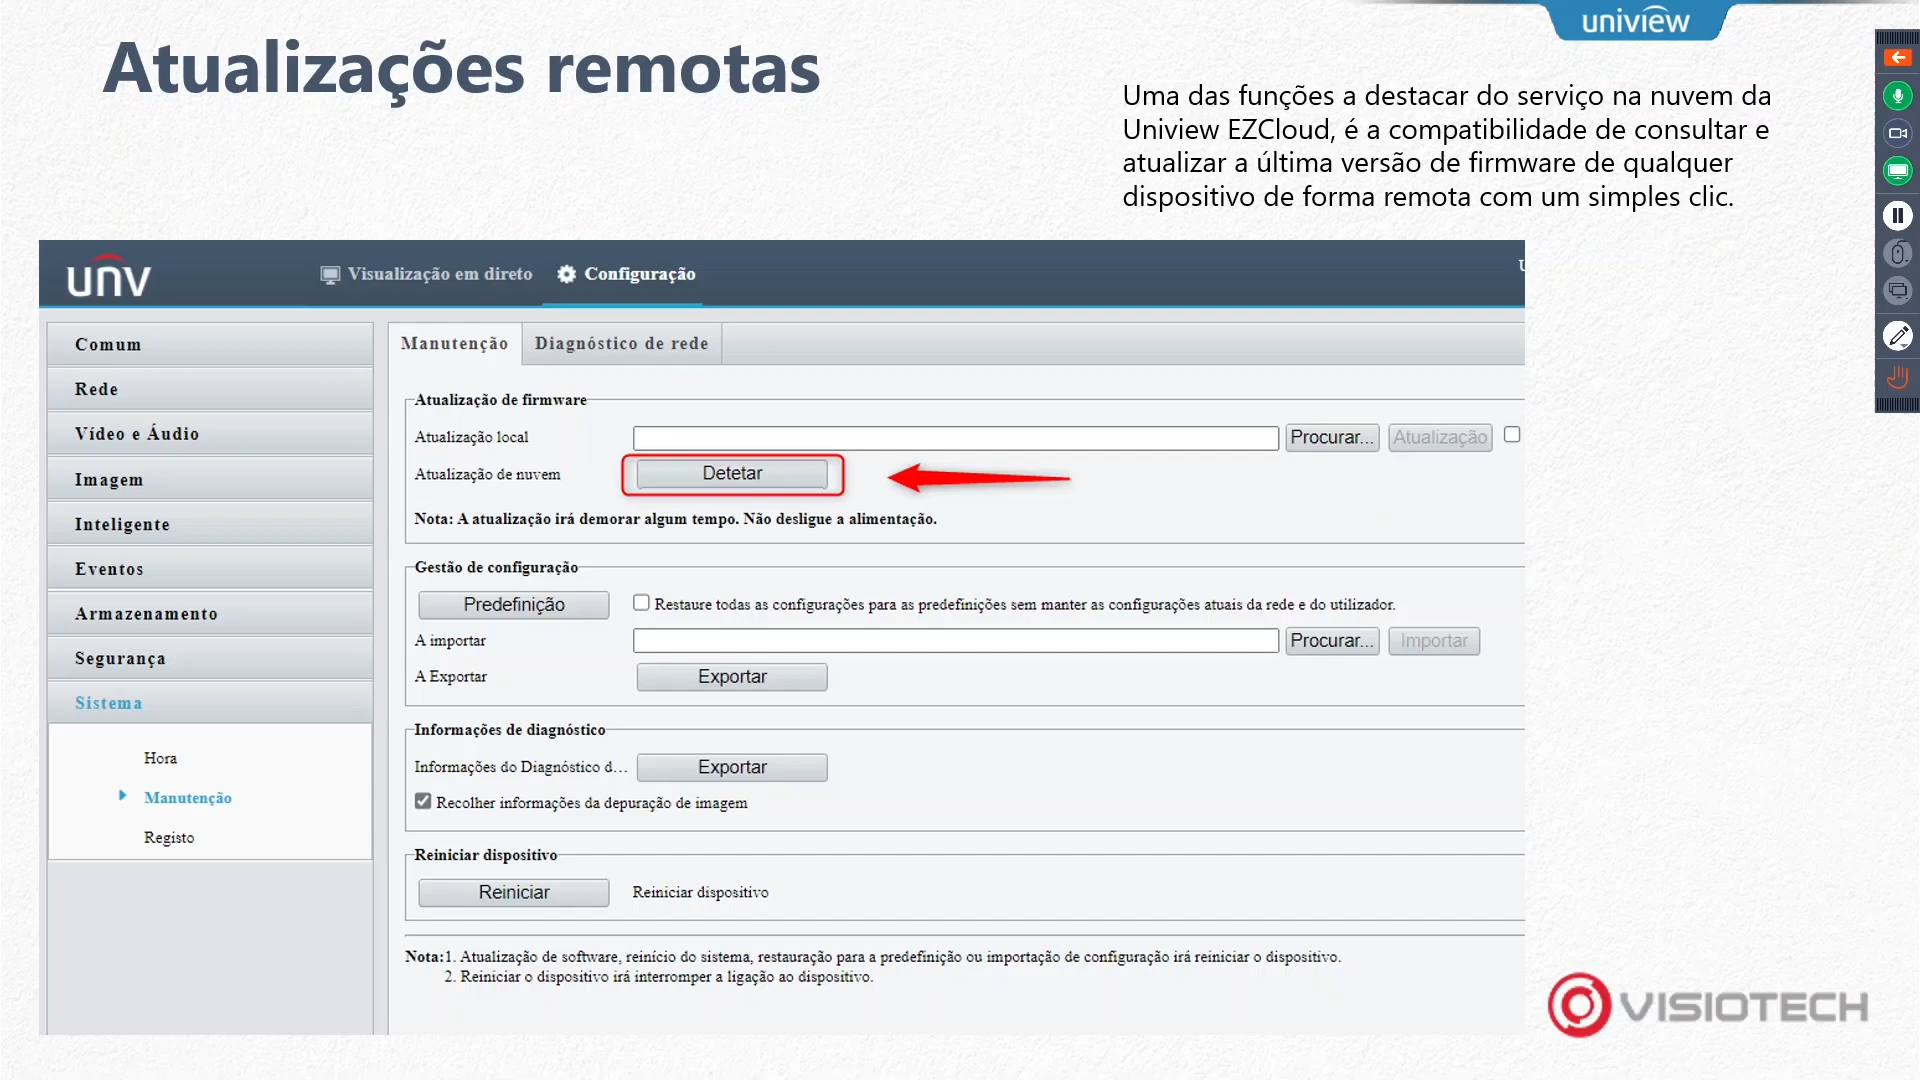 uniview
Atualizações remotas
Uma das funções a destacar do serviço na nuvem da
Uniview EZCloud, é a compatibilidade de consultar e
atualizar a última versão de firmware de qualquer
dispositivo de forma remota com um simples clic.
unv
Visualização em direto
Configuração
Comum
Rede
Vídeo e Áudio
Imagem
Inteligente
Eventos
Armazenamento
Segurança
Sistema
Hora
Manutenção
Registo
Manutenção
Diagnóstico de rede
Atualização de firmware
Atualização local
Procurar...
Atualização
Atualização de nuvem
Detetar
Nota: A atualização irá demorar algum tempo. Não desligue a alimentação.
Gestão de configuração
Predefinição
Restaure todas as configurações para as predefinições sem manter as configurações atuais da rede e do utilizador.
A importar
Procurar...
Importar
A Exportar
Exportar
Informações de diagnóstico
Informações do Diagnóstico d...
Exportar
Recolher informações da depuração de imagem
Reiniciar dispositivo
Reiniciar
Reiniciar dispositivo
Nota:1. Atualização de software, reinício do sistema, restauração para a predefinição ou importação de configuração irá reiniciar o dispositivo.
2. Reiniciar o dispositivo irá interromper a ligação ao dispositivo.
VISIOTECH